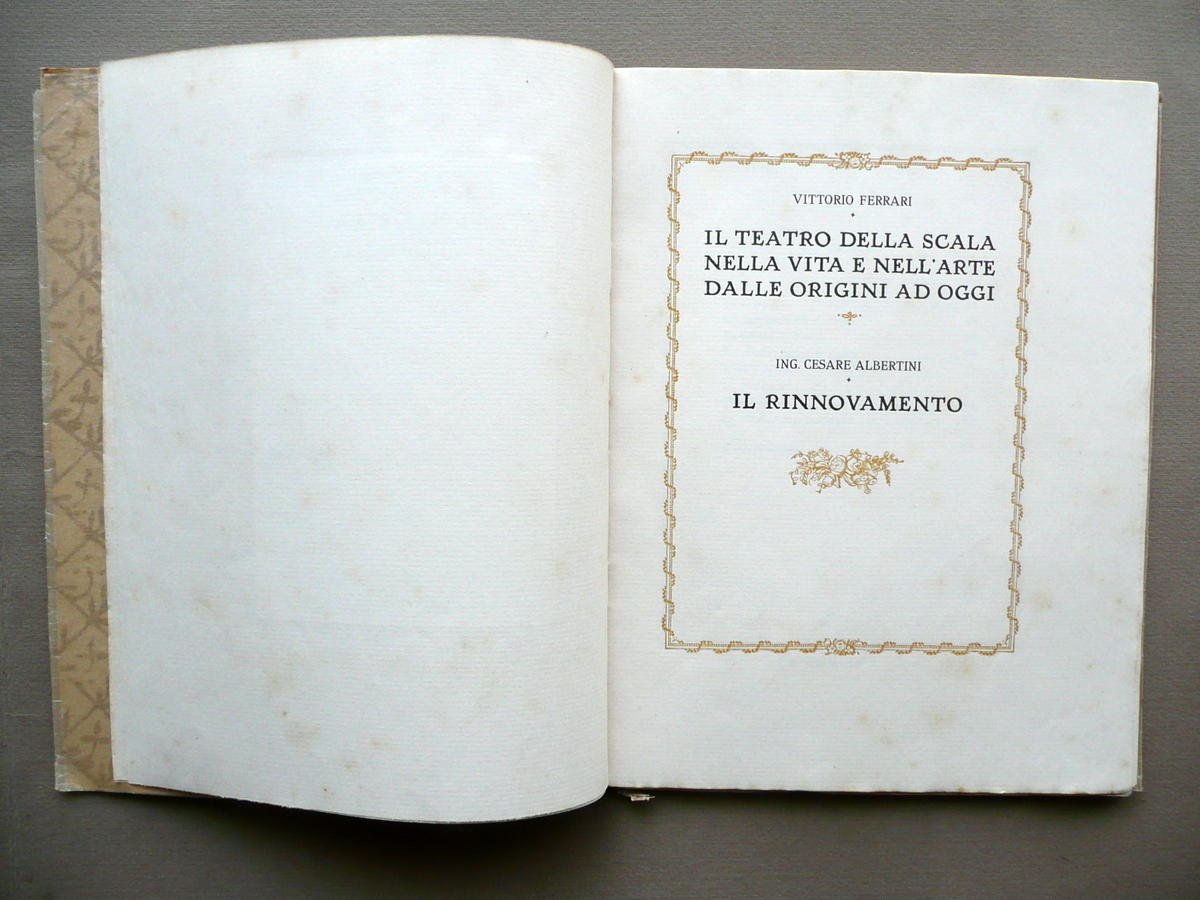 VITTORIO FERRARI
IL TEATRO DELLA SCALA
NELLA VITA E NELL'ARTE
DALLE ORIGINI AD OGGI
ING. CESARE ALBERTINI
IL RINNOVAMENTO